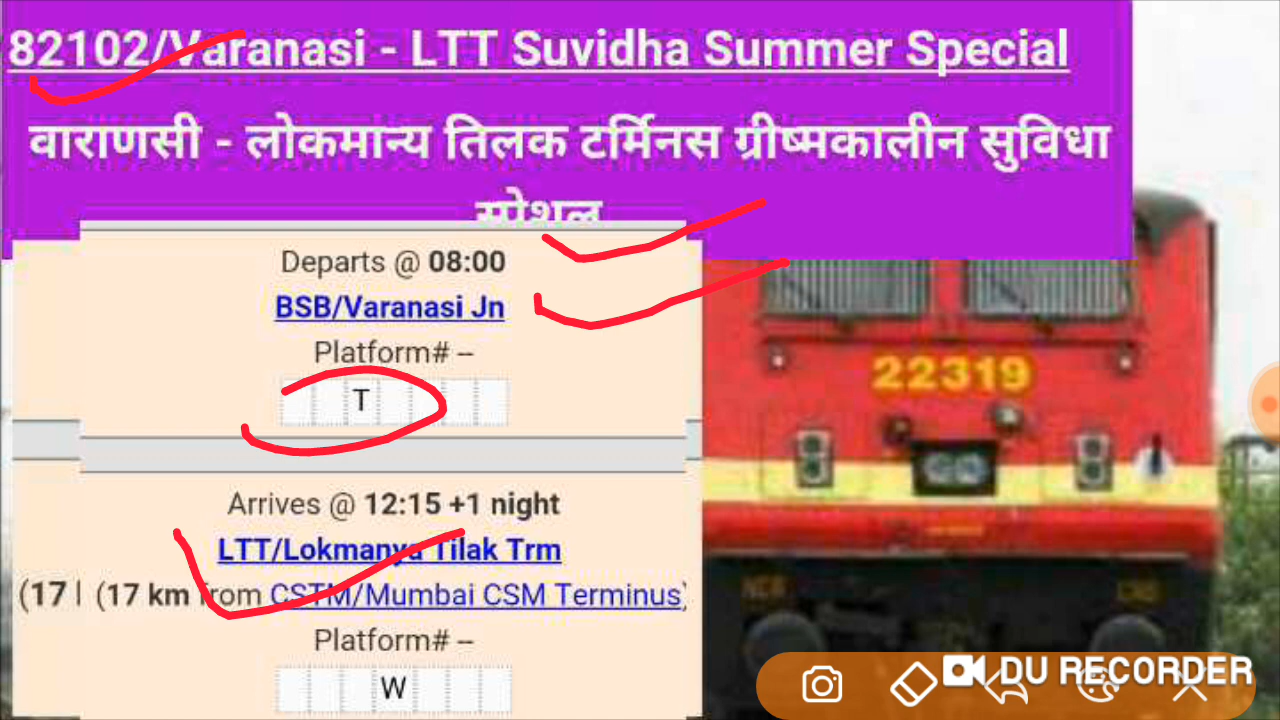 82102/Varanasi - LTT Suvidha Summer Special
वाराणसी - लोकमान्य तिलक टर्मिनस ग्रीष्मकालीन सुविधा
स्पेशल
Departs @ 08:00
BSB/Varanasi Jn
Platform# --
T
Arrives @ 12:15 +1 night
LTT/Lokmanya Tilak Trm
(17 (17 km from CSTM/Mumbai CSM Terminus)
Platform# --
W
22319
DU RECORDER